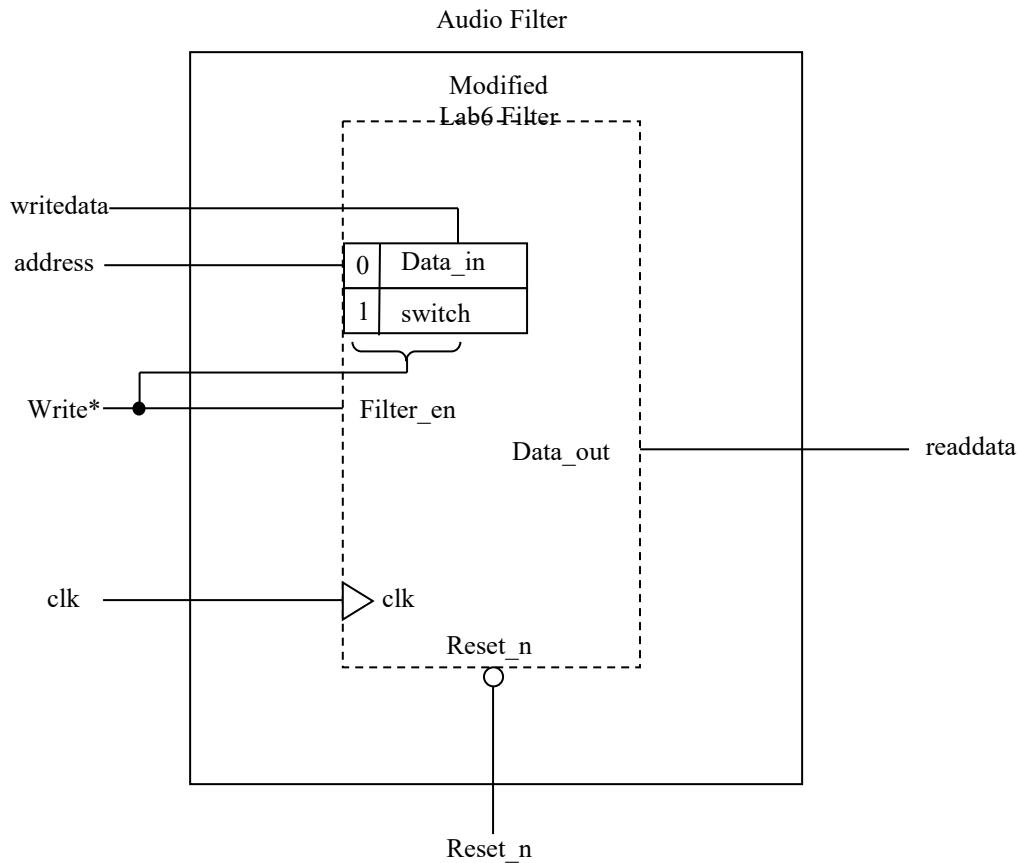 Audio Filter
Modified
Lab6 Filter
writedata
address
0
Data_in
1
switch
Write*
Filter_en
Data_out
readdata
clk
clk
Reset_n
Reset_n